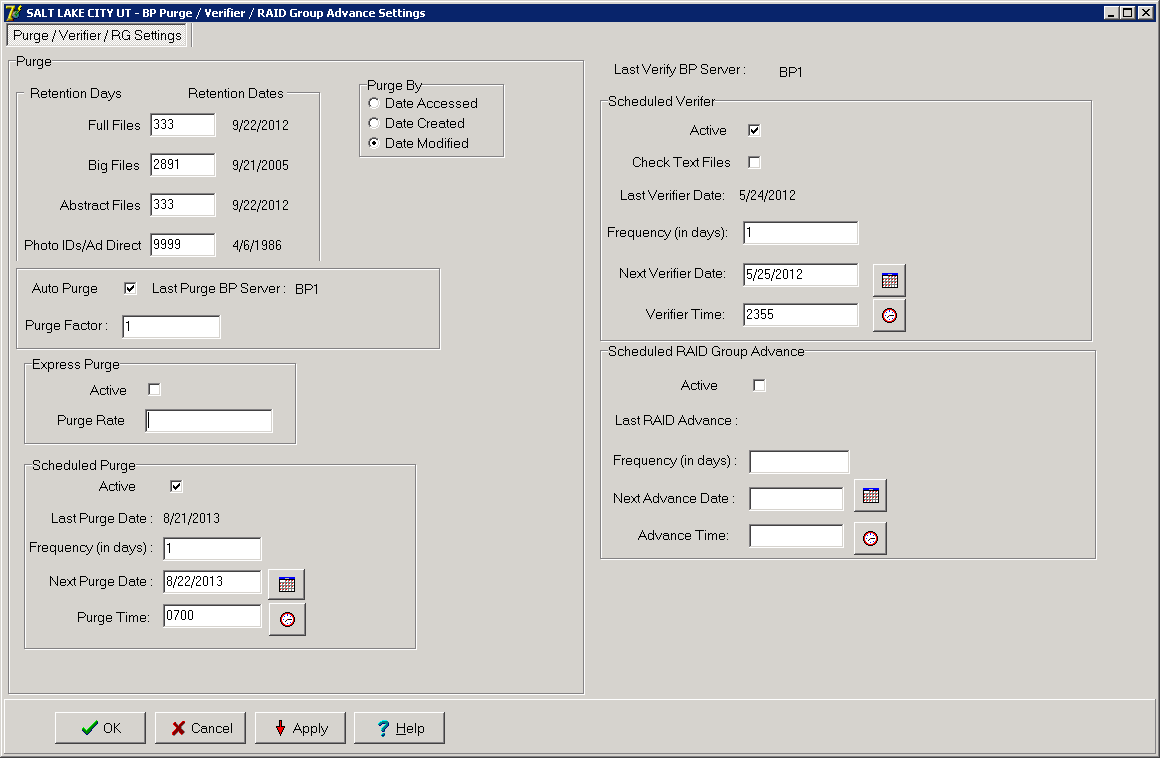 SALT LAKE CITY UT - BP Purge / Verifier / RAID Group Advance Settings
Purge / Verifier / RG Settings
Purge
Retention Days Retention Dates
Full Files 333 9/22/2012
Big Files 2891 9/21/2005
Abstract Files 333 9/22/2012
Photo IDs/Ad Direct 9999 4/6/1986
Purge By
Date Accessed
Date Created
Date Modified
Auto Purge Last Purge BP Server : BP1
Purge Factor : 1
Express Purge
Active
Purge Rate
Scheduled Purge
Active
Last Purge Date : 8/21/2013
Frequency (in days) : 1
Next Purge Date : 8/22/2013
Purge Time: 0700
Last Verify BP Server : BP1
Scheduled Verifer
Active
Check Text Files
Last Verifier Date: 5/24/2012
Frequency (in days): 1
Next Verifier Date: 5/25/2012
Verifier Time: 2355
Scheduled RAID Group Advance
Active
Last RAID Advance :
Frequency (in days) :
Next Advance Date :
Advance Time:
OK Cancel Apply ? Help